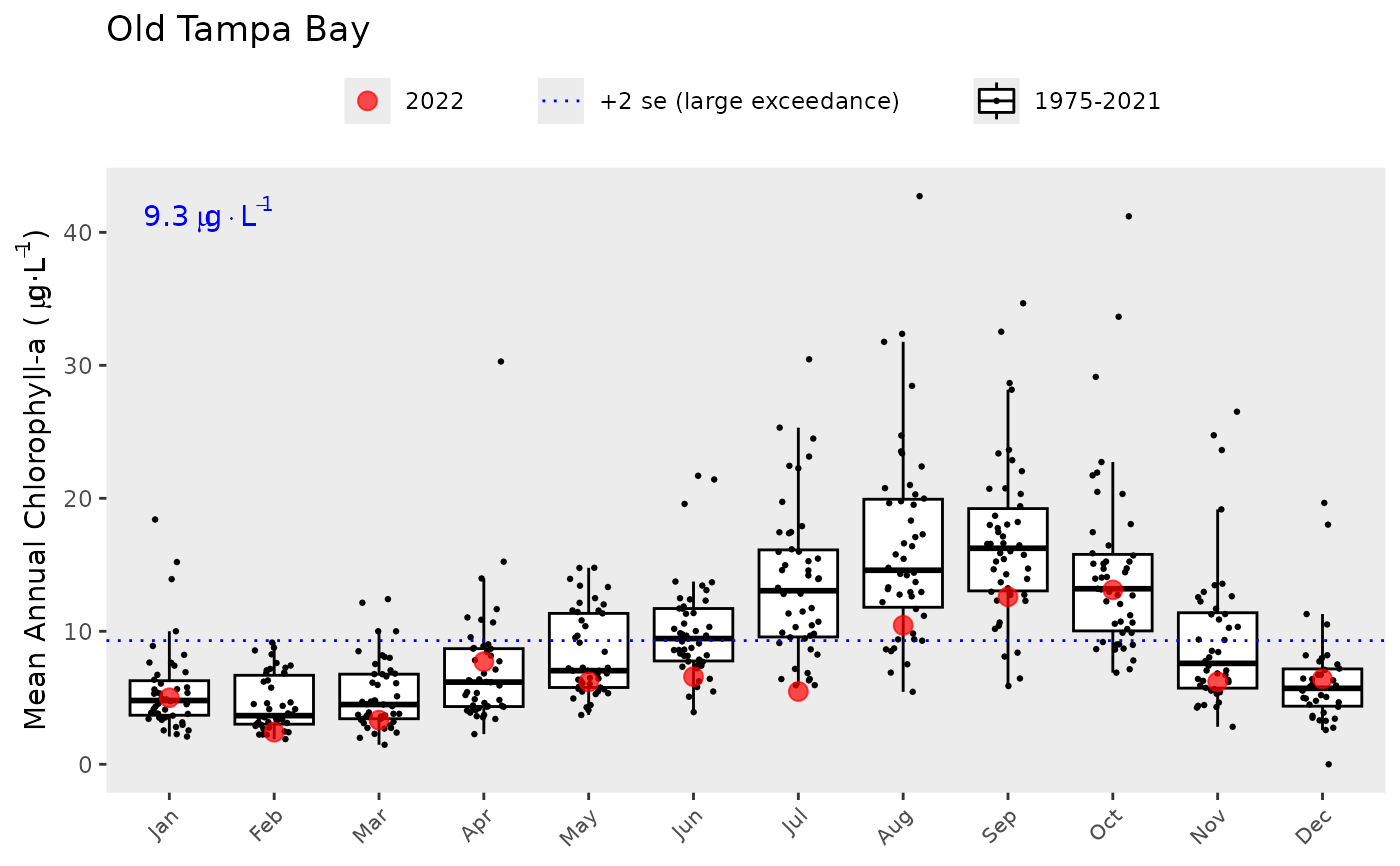 Old Tampa Bay
2022
+2 se (large exceedance)
1975-2021
9.3 μg·L⁻¹
Mean Annual Chlorophyll-a (μg·L⁻¹)
40
30
20
10
0
Jan
Feb
Mar
Apr
May
Jun
Jul
Aug
Sep
Oct
Nov
Dec